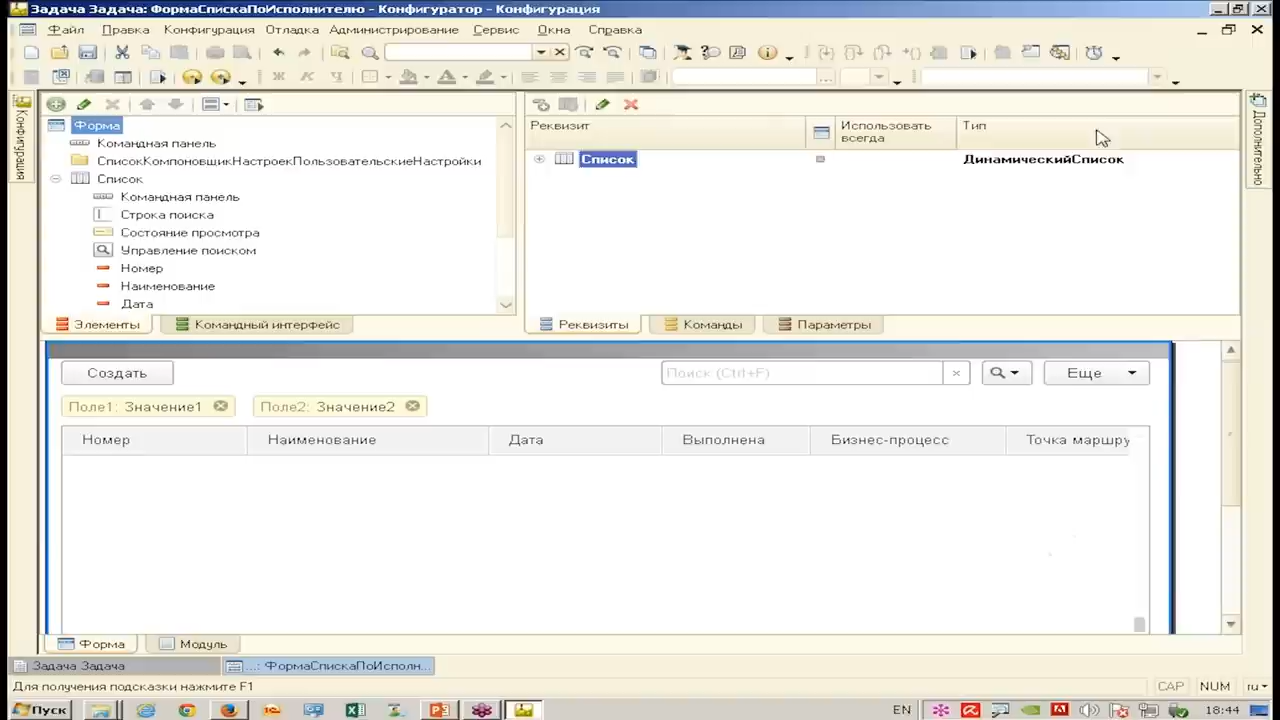 Задача Задача: ФормаСпискаПоИсполнителю - Конфигуратор - Конфигурация
Файл Правка Конфигурация Отладка Администрирование Сервис Окна Справка
Ж К Ч
Конфигурация
Дополнительно
Форма
Командная панель
СписокКомпоновщикНастроекПользовательскиеНастройки
Список
Командная панель
Строка поиска
Состояние просмотра
Управление поиском
Номер
Наименование
Дата
Элементы Командный интерфейс
Реквизит Использовать всегда Тип
Список ДинамическийСписок
Реквизиты Команды Параметры
Создать Поиск (Ctrl+F) Еще
Поле1: Значение1 Поле2: Значение2
Номер Наименование Дата Выполнена Бизнес-процесс Точка маршру
Форма Модуль
Задача Задача ...: ФормаСпискаПоИсполн...
Для получения подсказки нажмите F1 CAP NUM ru
Пуск EN 18:44